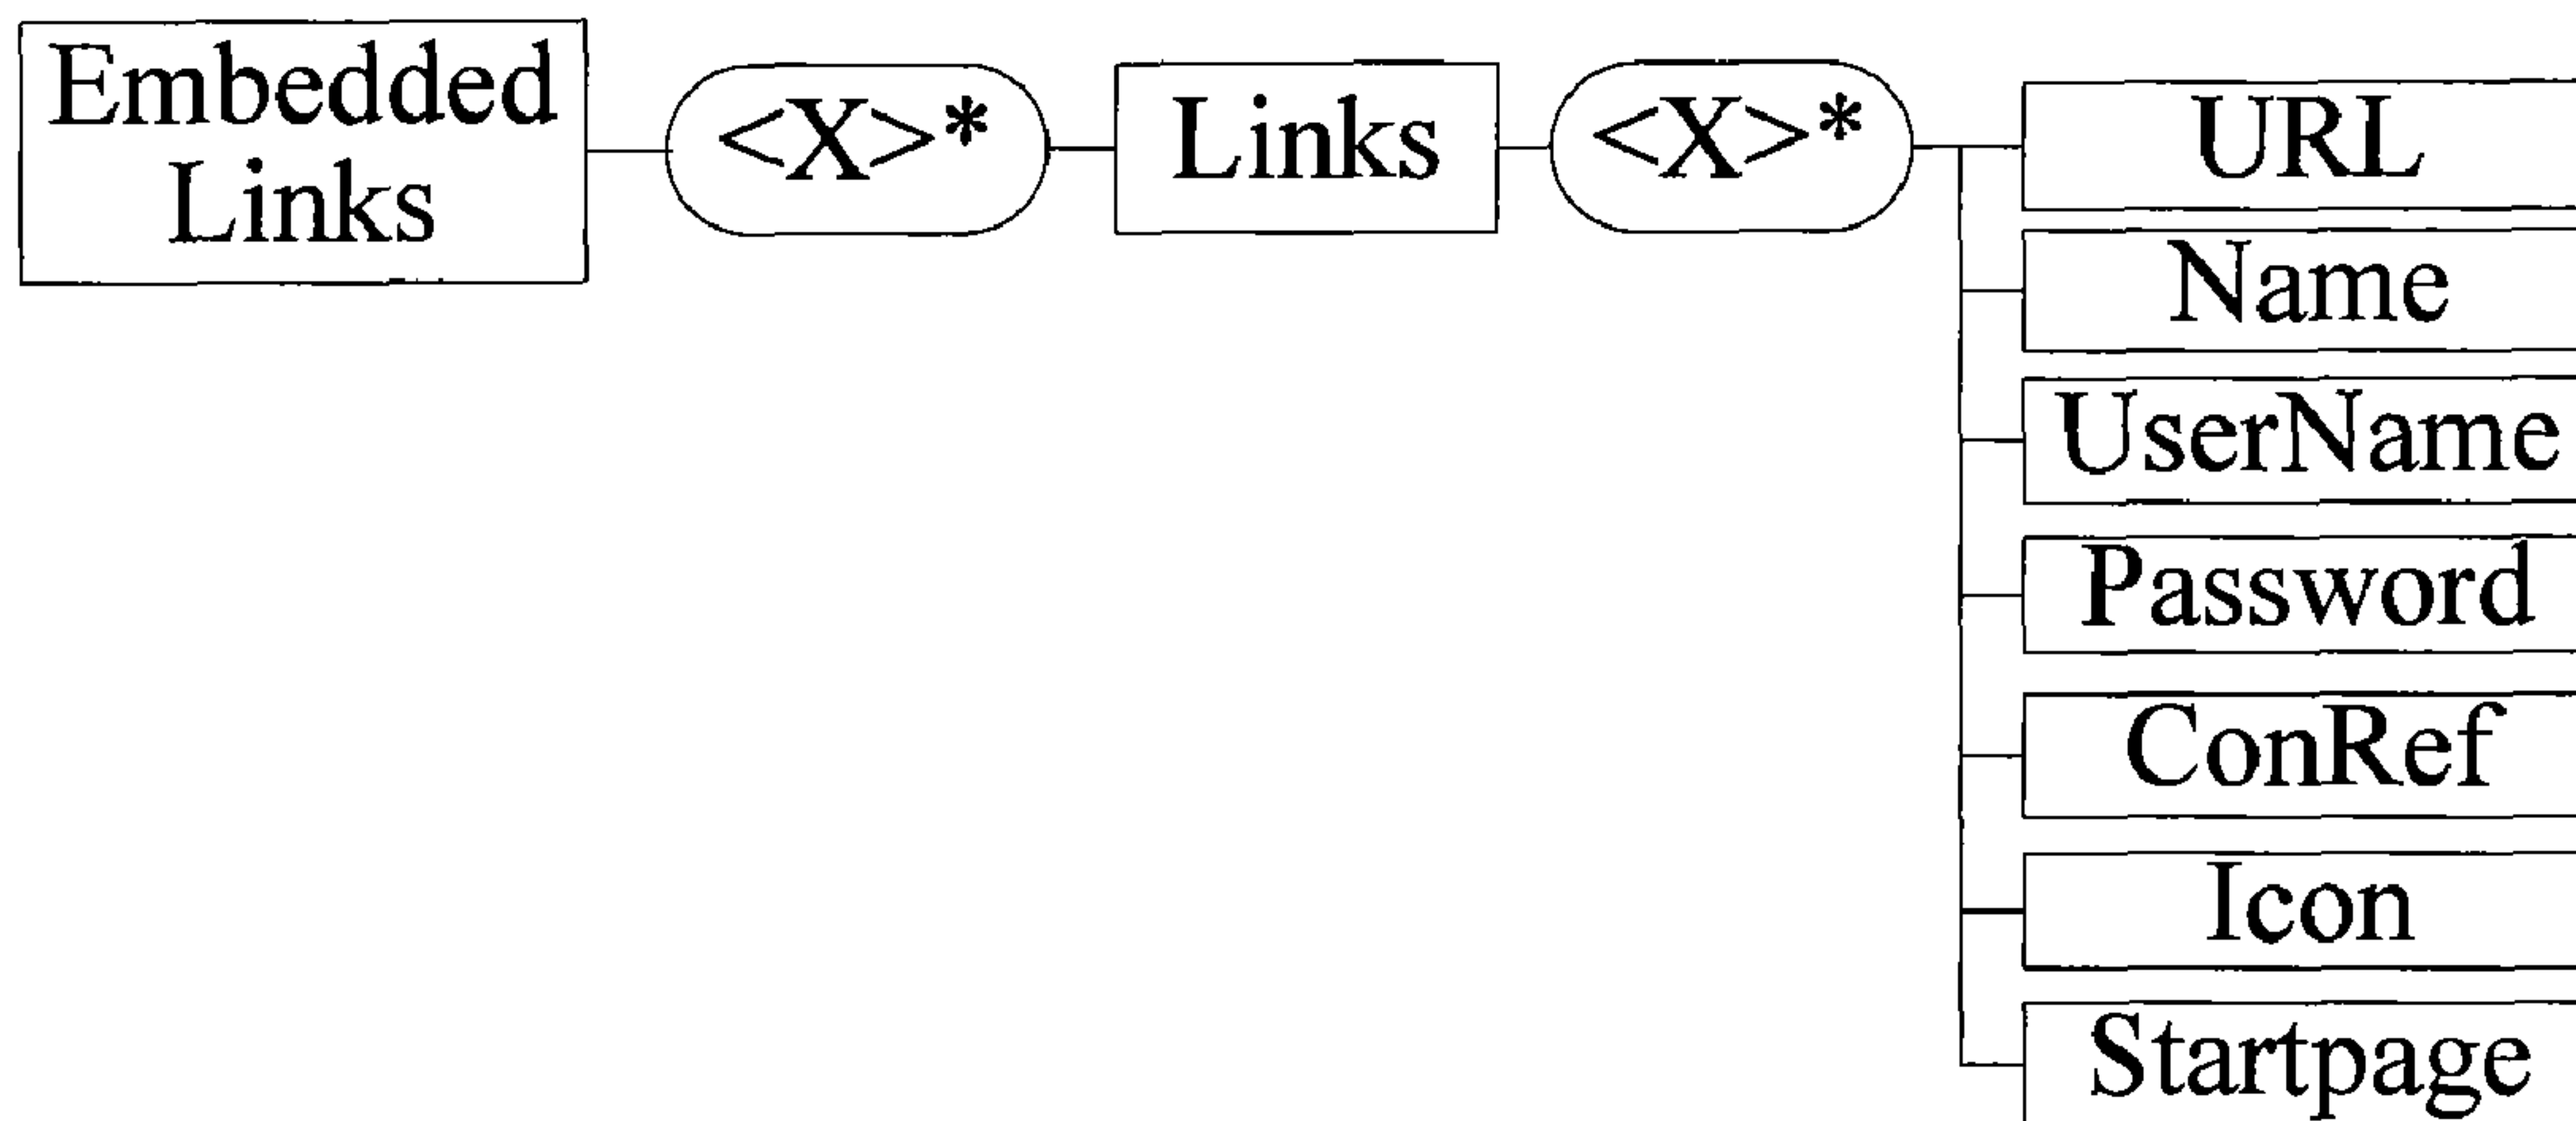 Embedded
Links
<X>*
Links
<X>*
URL
Name
UserName
Password
ConRef
Icon
Startpage